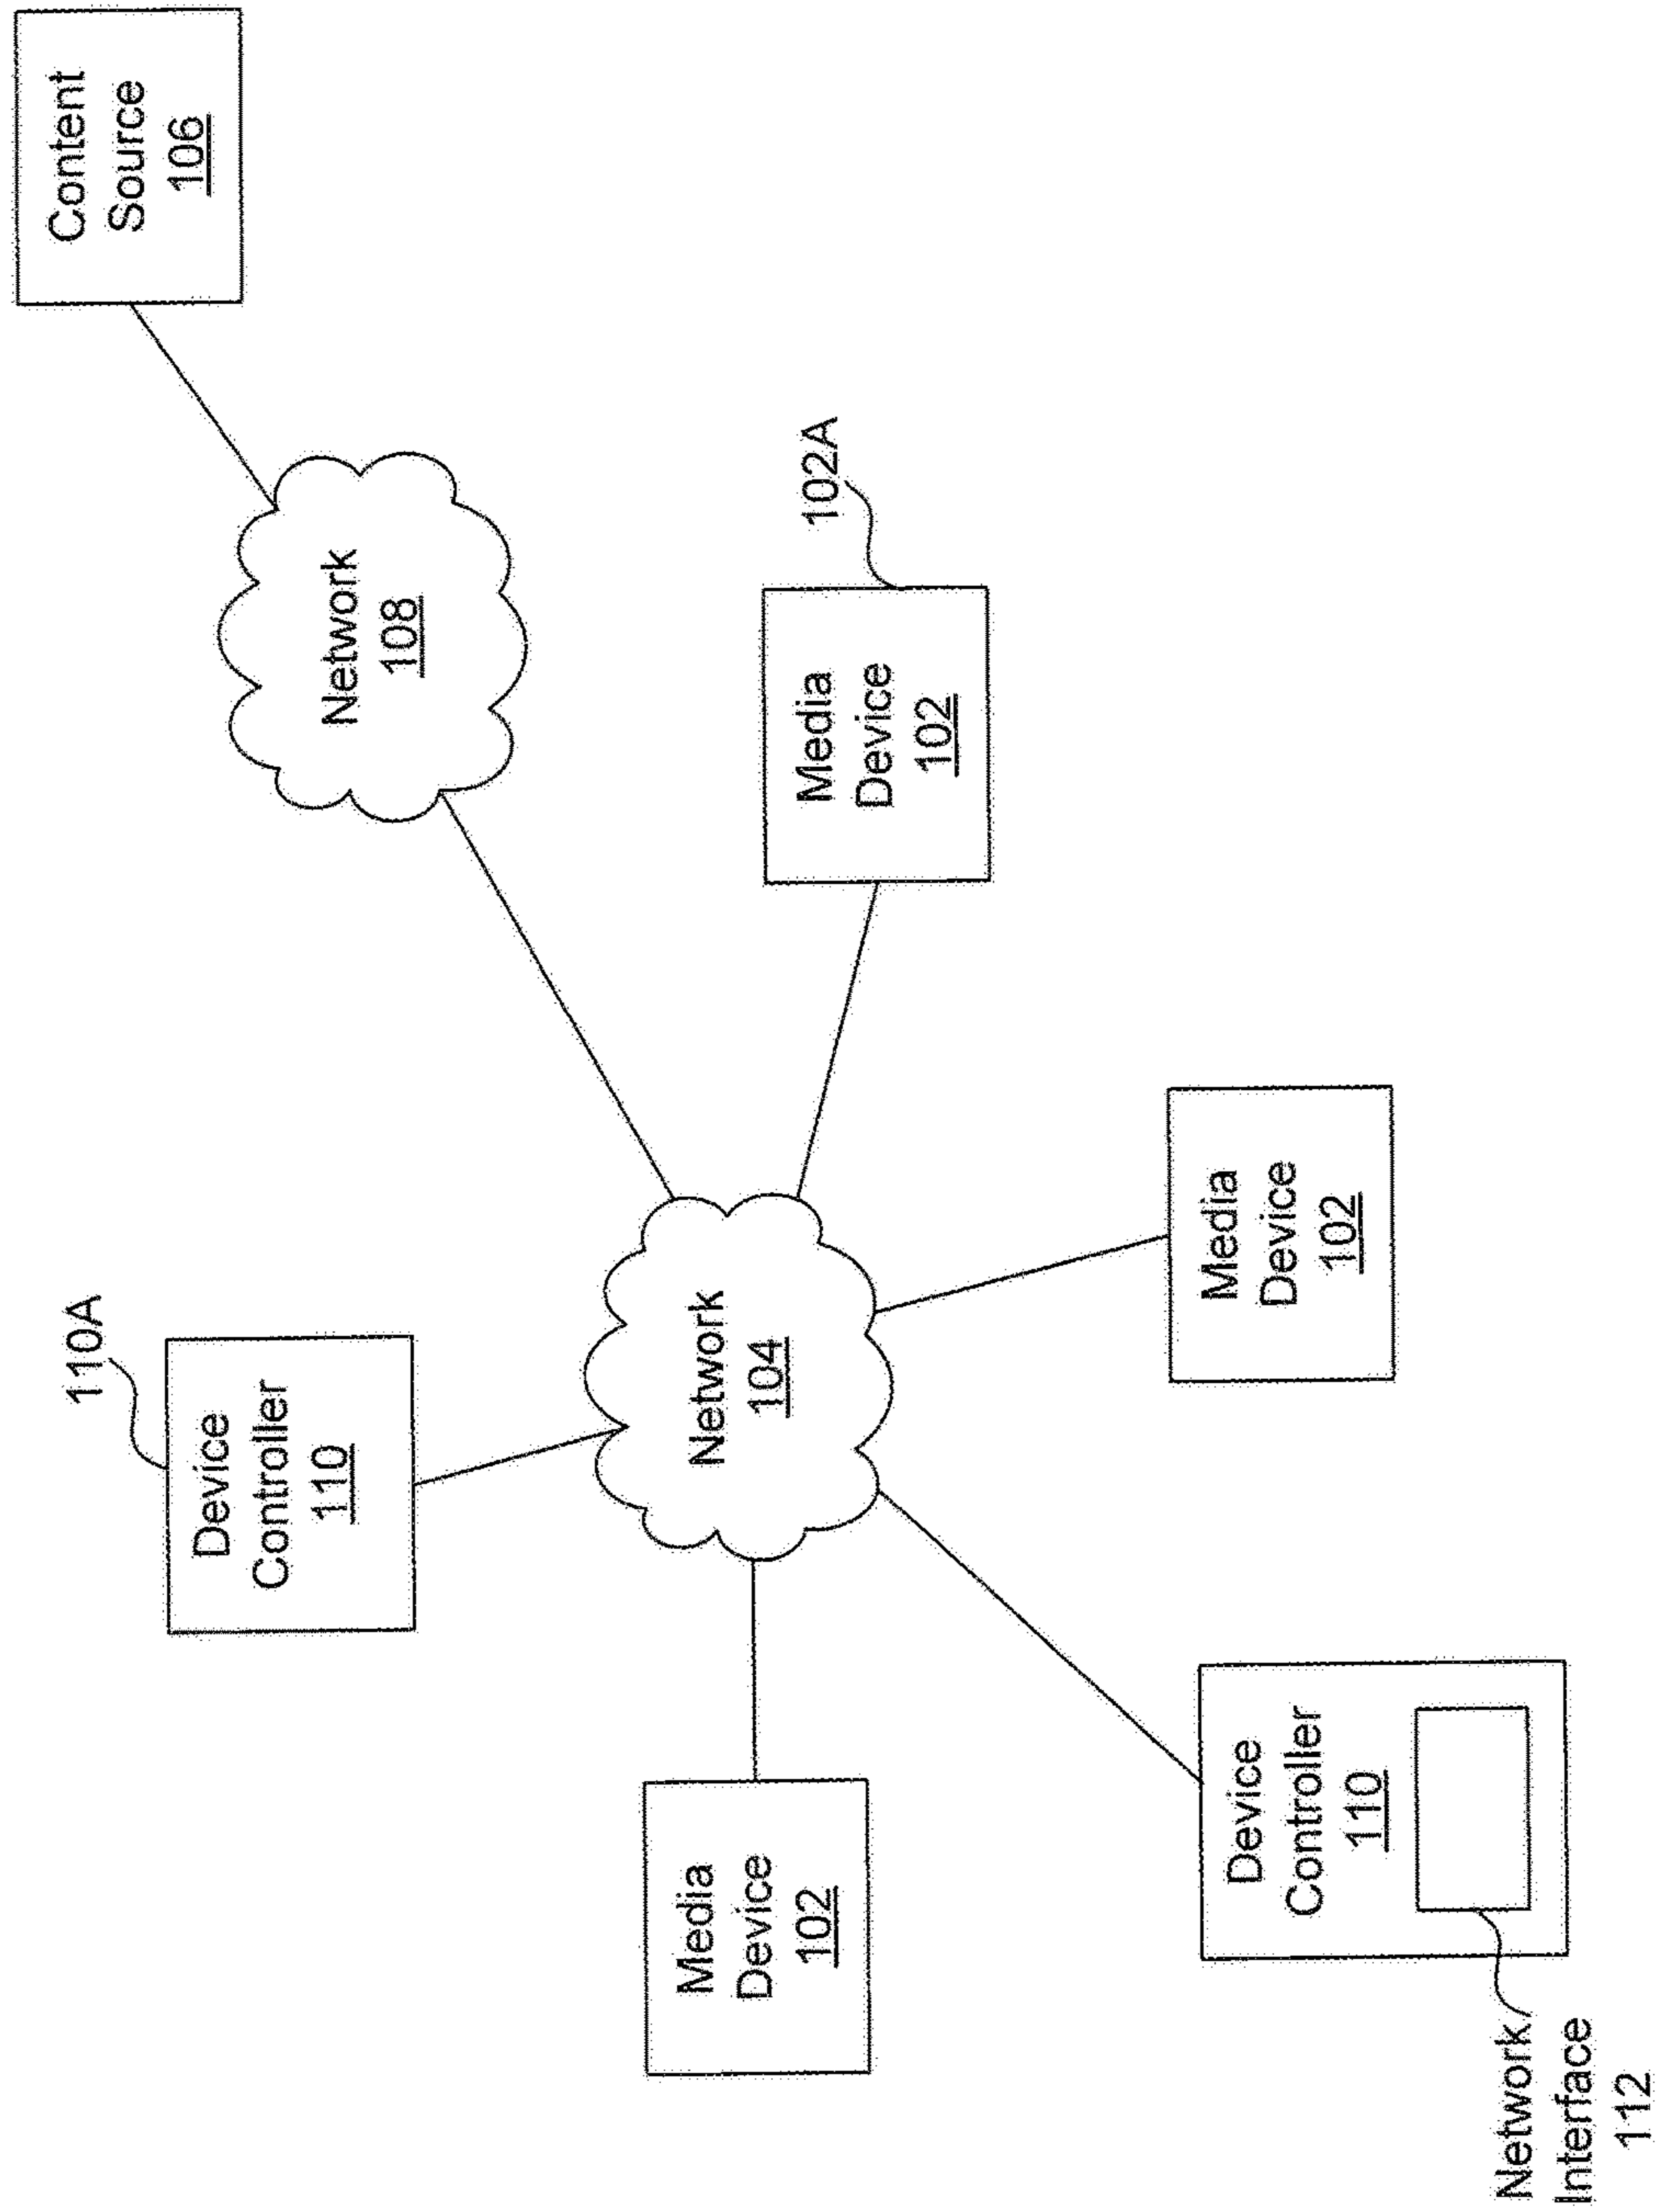 Content
Source
106
Network
108
102A
Media
Device
102
110A
Device
Controller
110
Network
104
Media
Device
102
Media
Device
102
Device
Controller
110
Network
Interface
112